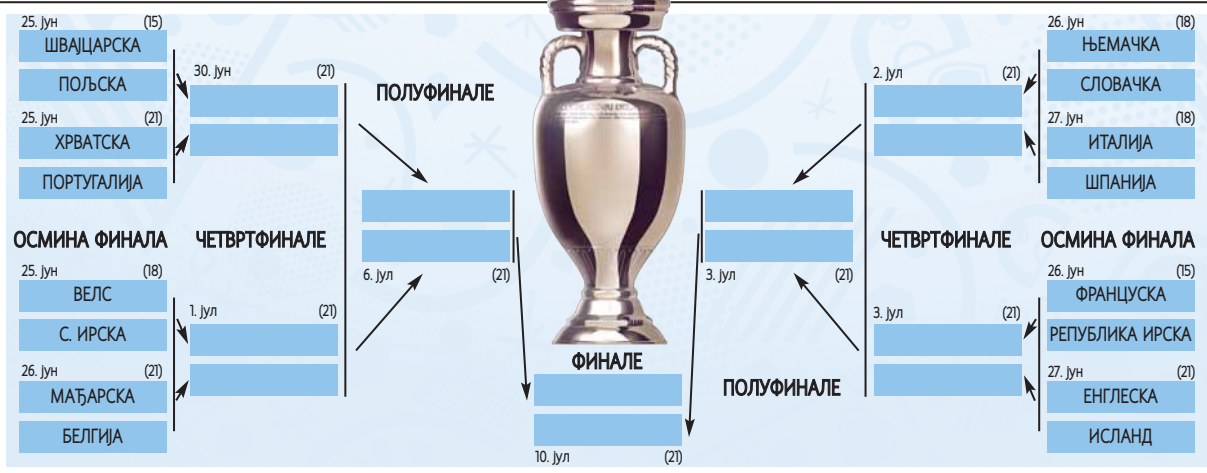 25. јун (15)
ШВАЈЦАРСКА
ПОЉСКА
25. јун (21)
ХРВАТСКА
ПОРТУГАЛИЈА
ОСМИНА ФИНАЛА
25. јун (18)
ВЕЛС
С. ИРСКА
26. јун (21)
МАЂАРСКА
БЕЛГИЈА
30. јун (21)
ЧЕТВРТФИНАЛЕ
1. јул (21)
ПОЛУФИНАЛЕ
6. јул (21)
ФИНАЛЕ
10. јул (21)
3. јул (21)
ПОЛУФИНАЛЕ
2. јул (21)
ЧЕТВРТФИНАЛЕ
3. јул (21)
26. јун (18)
ЊЕМАЧКА
СЛОВАЧКА
27. јун (18)
ИТАЛИЈА
ШПАНИЈА
ОСМИНА ФИНАЛА
26. јун (15)
ФРАНЦУСКА
РЕПУБЛИКА ИРСКА
27. јун (21)
ЕНГЛЕСКА
ИСЛАНД